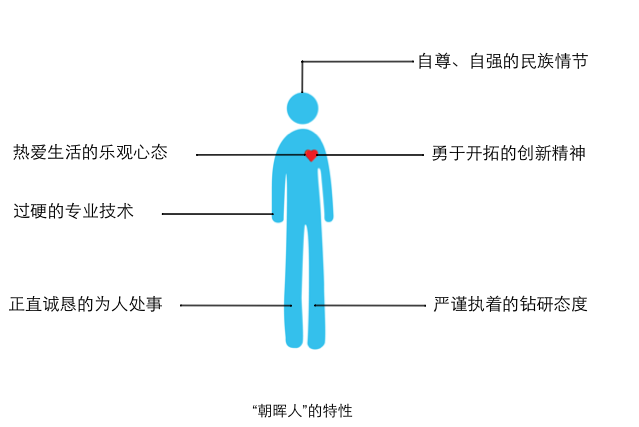 自尊、自强的民族情节
热爱生活的乐观心态
勇于开拓的创新精神
过硬的专业技术
正直诚恳的为人处事
严谨执着的钻研态度
“朝晖人”的特性